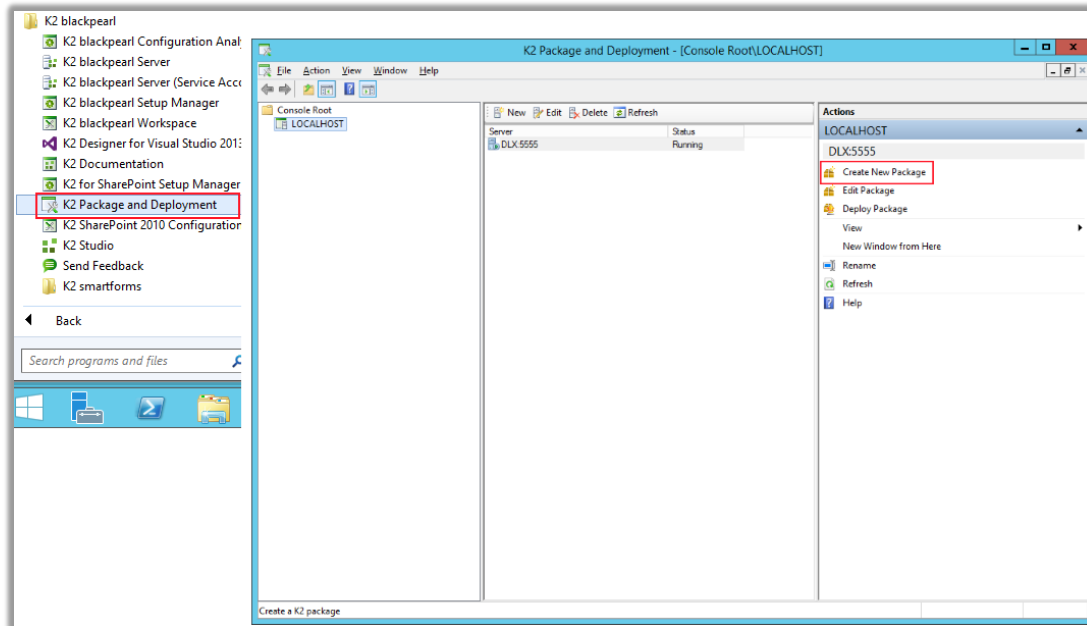 K2 blackpearl
K2 blackpearl Configuration Anal
K2 blackpearl Server
K2 blackpearl Server (Service Acco
K2 blackpearl Setup Manager
K2 blackpearl Workspace
K2 Designer for Visual Studio 2013
K2 Documentation
K2 for SharePoint Setup Manager
K2 Package and Deployment
K2 SharePoint 2010 Configuration
K2 Studio
Send Feedback
K2 smartforms
Back
Search programs and files
K2 Package and Deployment - [Console Root\LOCALHOST]
File Action View Window Help
Console Root
LOCALHOST
New Edit Delete Refresh
Server Status
DLX:5555 Running
Actions
LOCALHOST
DLX:5555
Create New Package
Edit Package
Deploy Package
View
New Window from Here
Rename
Refresh
Help
Create a K2 package